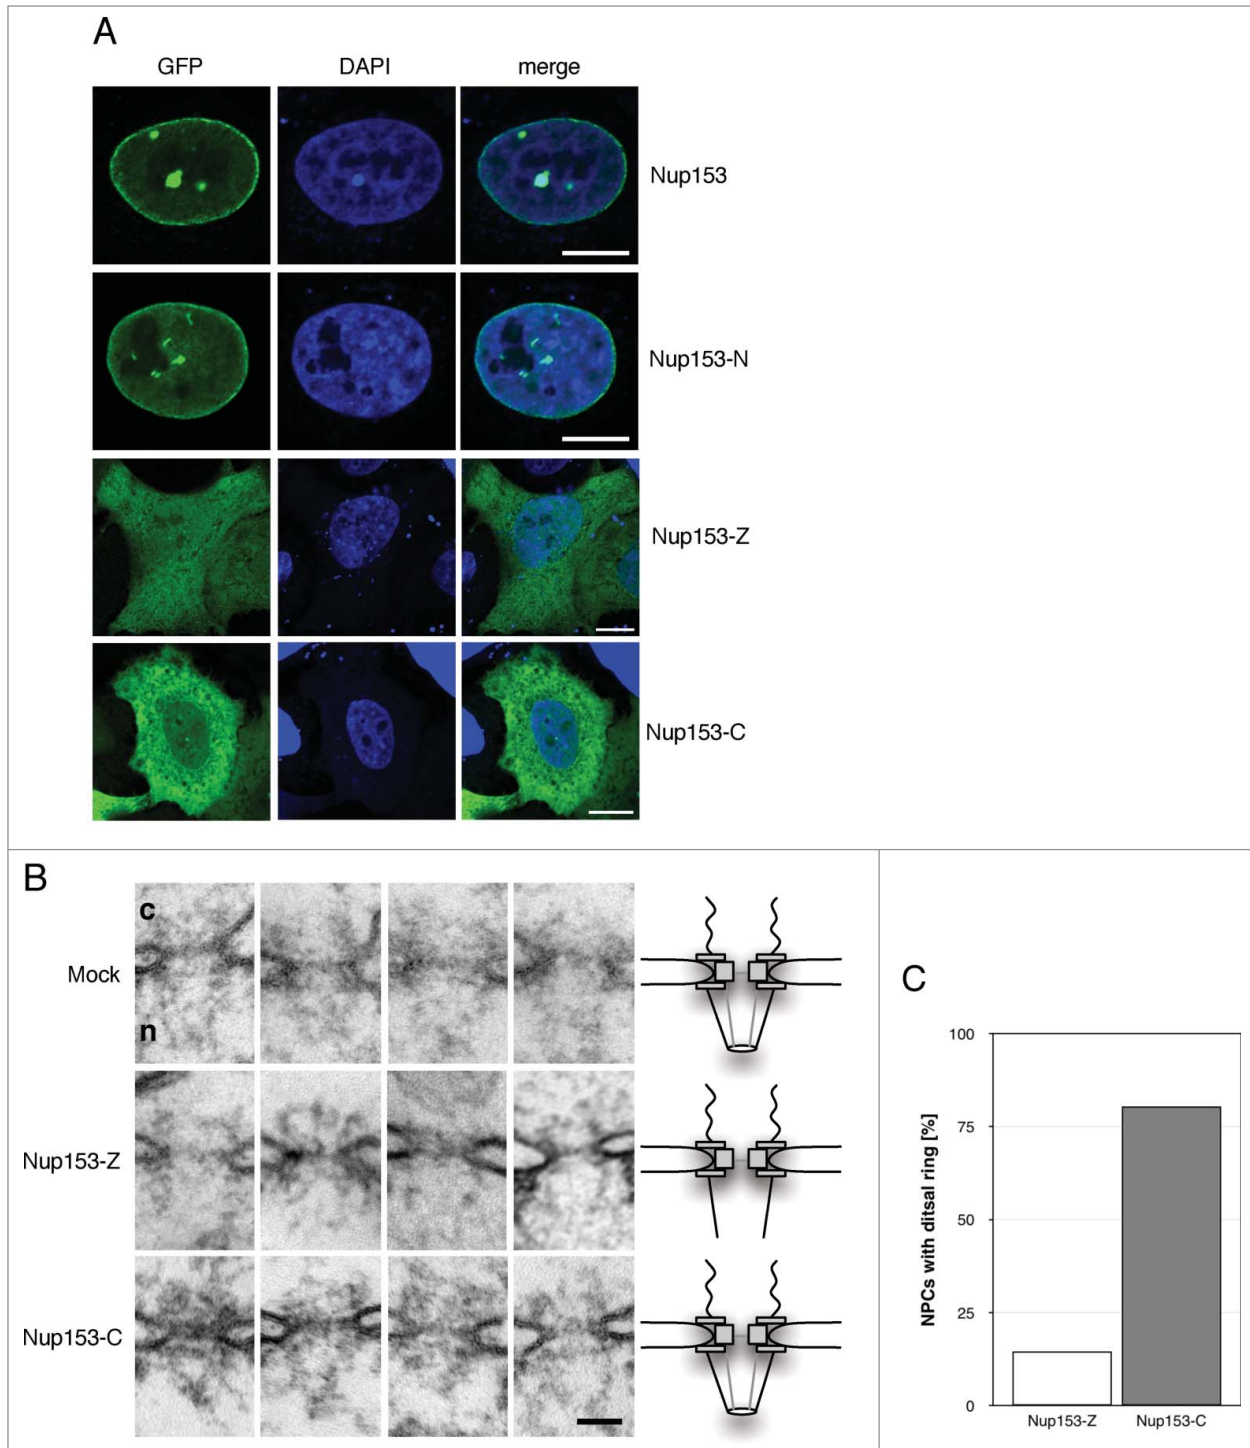 A
GFP DAPI merge
Nup153
Nup153-N
Nup153-Z
Nup153-C
B
c
Mock
n
Nup153-Z
Nup153-C
C
NPCs with ditsal ring [%]
100
75
50
25
0
Nup153-Z Nup153-C